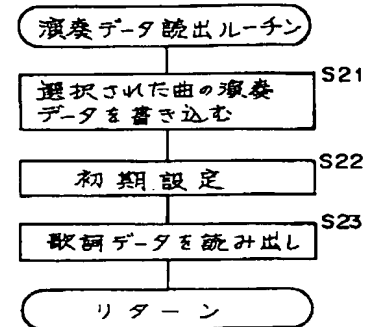 演奏データ読出ルーチン
S21
選択された曲の演奏
データを書き込む
S22
初期設定
S23
歌詞データを読み出し
リターン